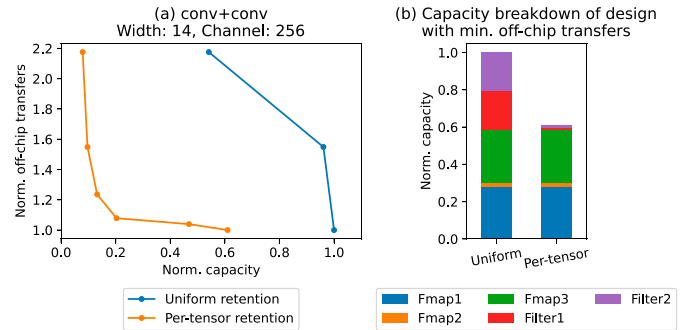 (a) conv+conv
Width: 14, Channel: 256
Norm. off-chip transfers
2.2
2.0
1.8
1.6
1.4
1.2
1.0
0.0
0.2
0.4
0.6
0.8
1.0
Norm. capacity
Uniform retention
Per-tensor retention
(b) Capacity breakdown of design
with min. off-chip transfers
Norm. capacity
1.0
0.8
0.6
0.4
0.2
0.0
Uniform
Per-tensor
Fmap1
Fmap2
Fmap3
Filter1
Filter2